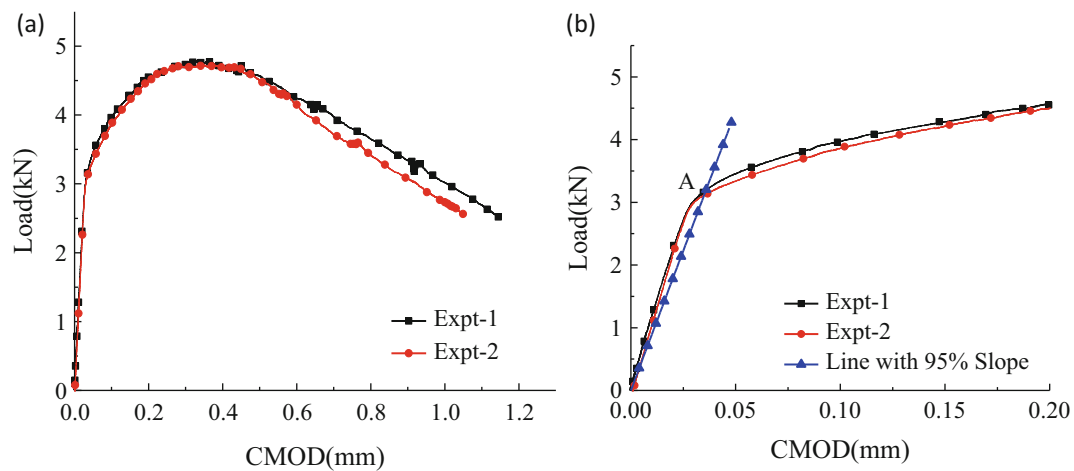 (a)
5
4
3
2
1
0
Load(kN)
0.0 0.2 0.4 0.6 0.8 1.0 1.2
CMOD(mm)
Expt-1
Expt-2
(b)
6
5
4
3
2
1
0
Load(kN)
A
0.00 0.05 0.10 0.15 0.20
CMOD(mm)
Expt-1
Expt-2
Line with 95% Slope